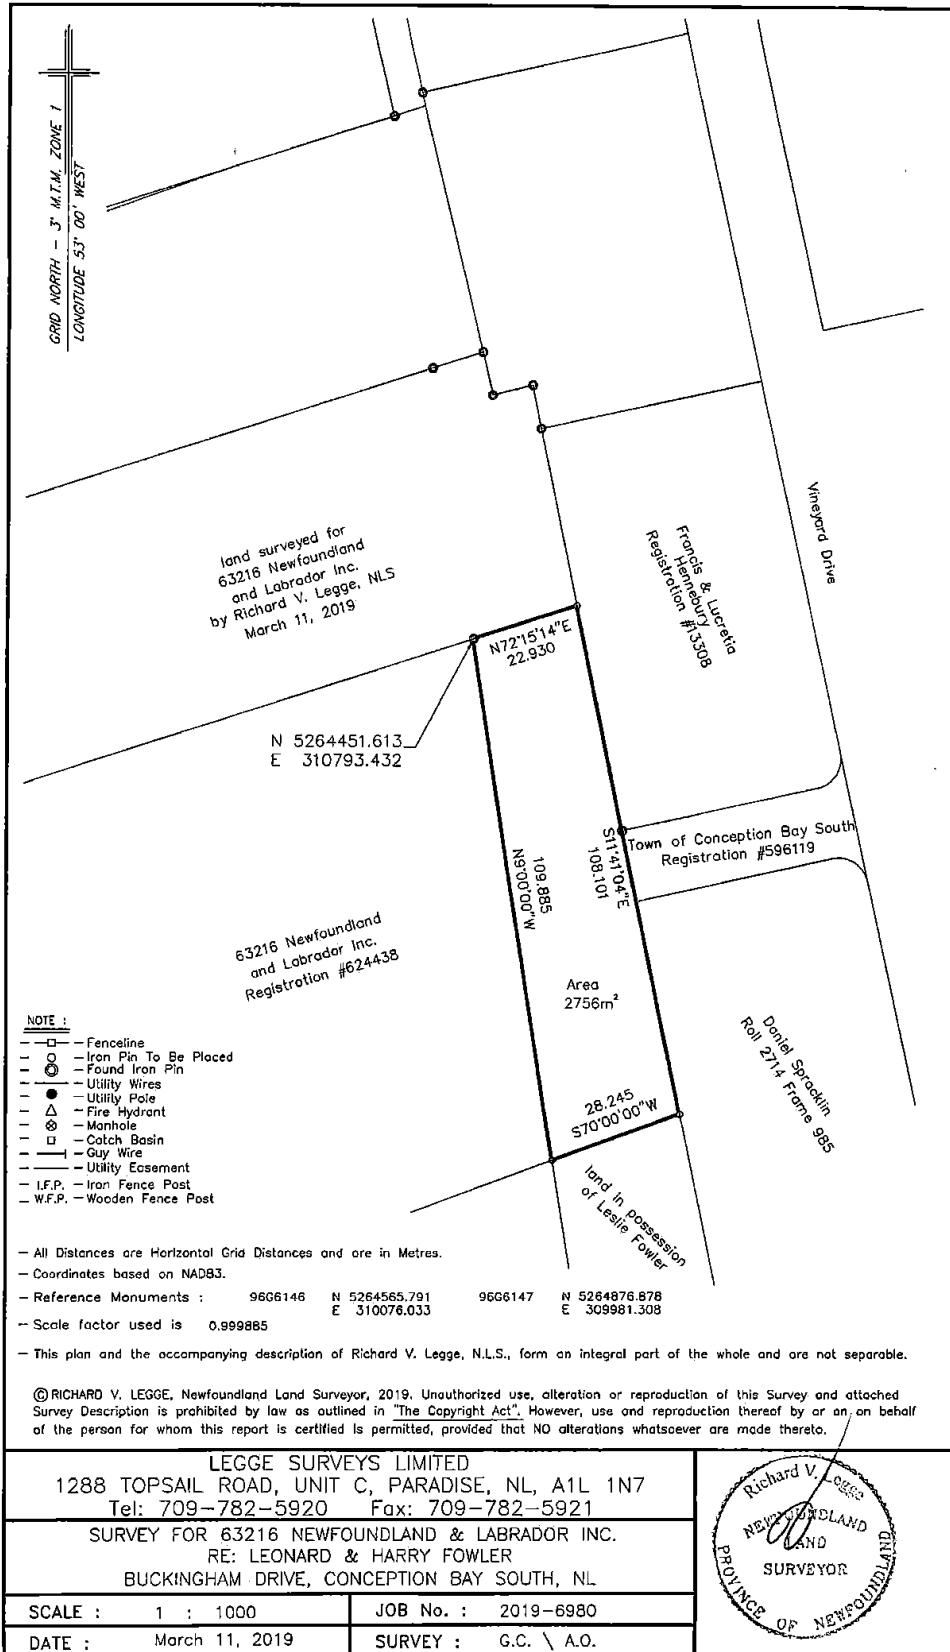 GRID NORTH - 3° M.T.M. ZONE 1
LONGITUDE 53° 00' WEST
Vineyard Drive
land surveyed for
63216 Newfoundland
and Labrador Inc.
by Richard V. Legge, NLS
March 11, 2019
Francis & Lucretia
Hennebury
Registration #13308
N72°15'14"E
22.930
N 5264451.613
E 310793.432
Town of Conception Bay South
Registration #596119
S11°41'04"E
108.101
109.885
N9°00'00"W
63216 Newfoundland
and Labrador Inc.
Registration #624438
Area
2756m²
Daniel Spracklin
Roll 2714 Frame 985
28.245
S70°00'00"W
land in possession
of Leslie Fowler
NOTE :
- Fenceline
- Iron Pin To Be Placed
- Found Iron Pin
- Utility Wires
- Utility Pole
- Fire Hydrant
- Manhole
- Catch Basin
- Guy Wire
- Utility Easement
- I.F.P. - Iron Fence Post
- W.F.P. - Wooden Fence Post
- All Distances are Horizontal Grid Distances and are in Metres.
- Coordinates based on NAD83.
- Reference Monuments : 96G6146 N 5264565.791 96G6147 N 5264876.878
E 310076.033 E 309981.308
- Scale factor used is 0.999885
- This plan and the accompanying description of Richard V. Legge, N.L.S., form an integral part of the whole and are not separable.
© RICHARD V. LEGGE, Newfoundland Land Surveyor, 2019. Unauthorized use, alteration or reproduction of this Survey and attached
Survey Description is prohibited by law as outlined in "The Copyright Act". However, use and reproduction thereof by or an, on behalf
of the person for whom this report is certified is permitted, provided that NO alterations whatsoever are made thereto.
LEGGE SURVEYS LIMITED
1288 TOPSAIL ROAD, UNIT C, PARADISE, NL, A1L 1N7
Tel: 709-782-5920 Fax: 709-782-5921
SURVEY FOR 63216 NEWFOUNDLAND & LABRADOR INC.
RE: LEONARD & HARRY FOWLER
BUCKINGHAM DRIVE, CONCEPTION BAY SOUTH, NL
SCALE : 1 : 1000
JOB No. : 2019-6980
DATE : March 11, 2019
SURVEY : G.C. \ A.O.
Richard V. Legge
NEWFOUNDLAND
LAND
SURVEYOR
PROVINCE OF NEWFOUNDLAND